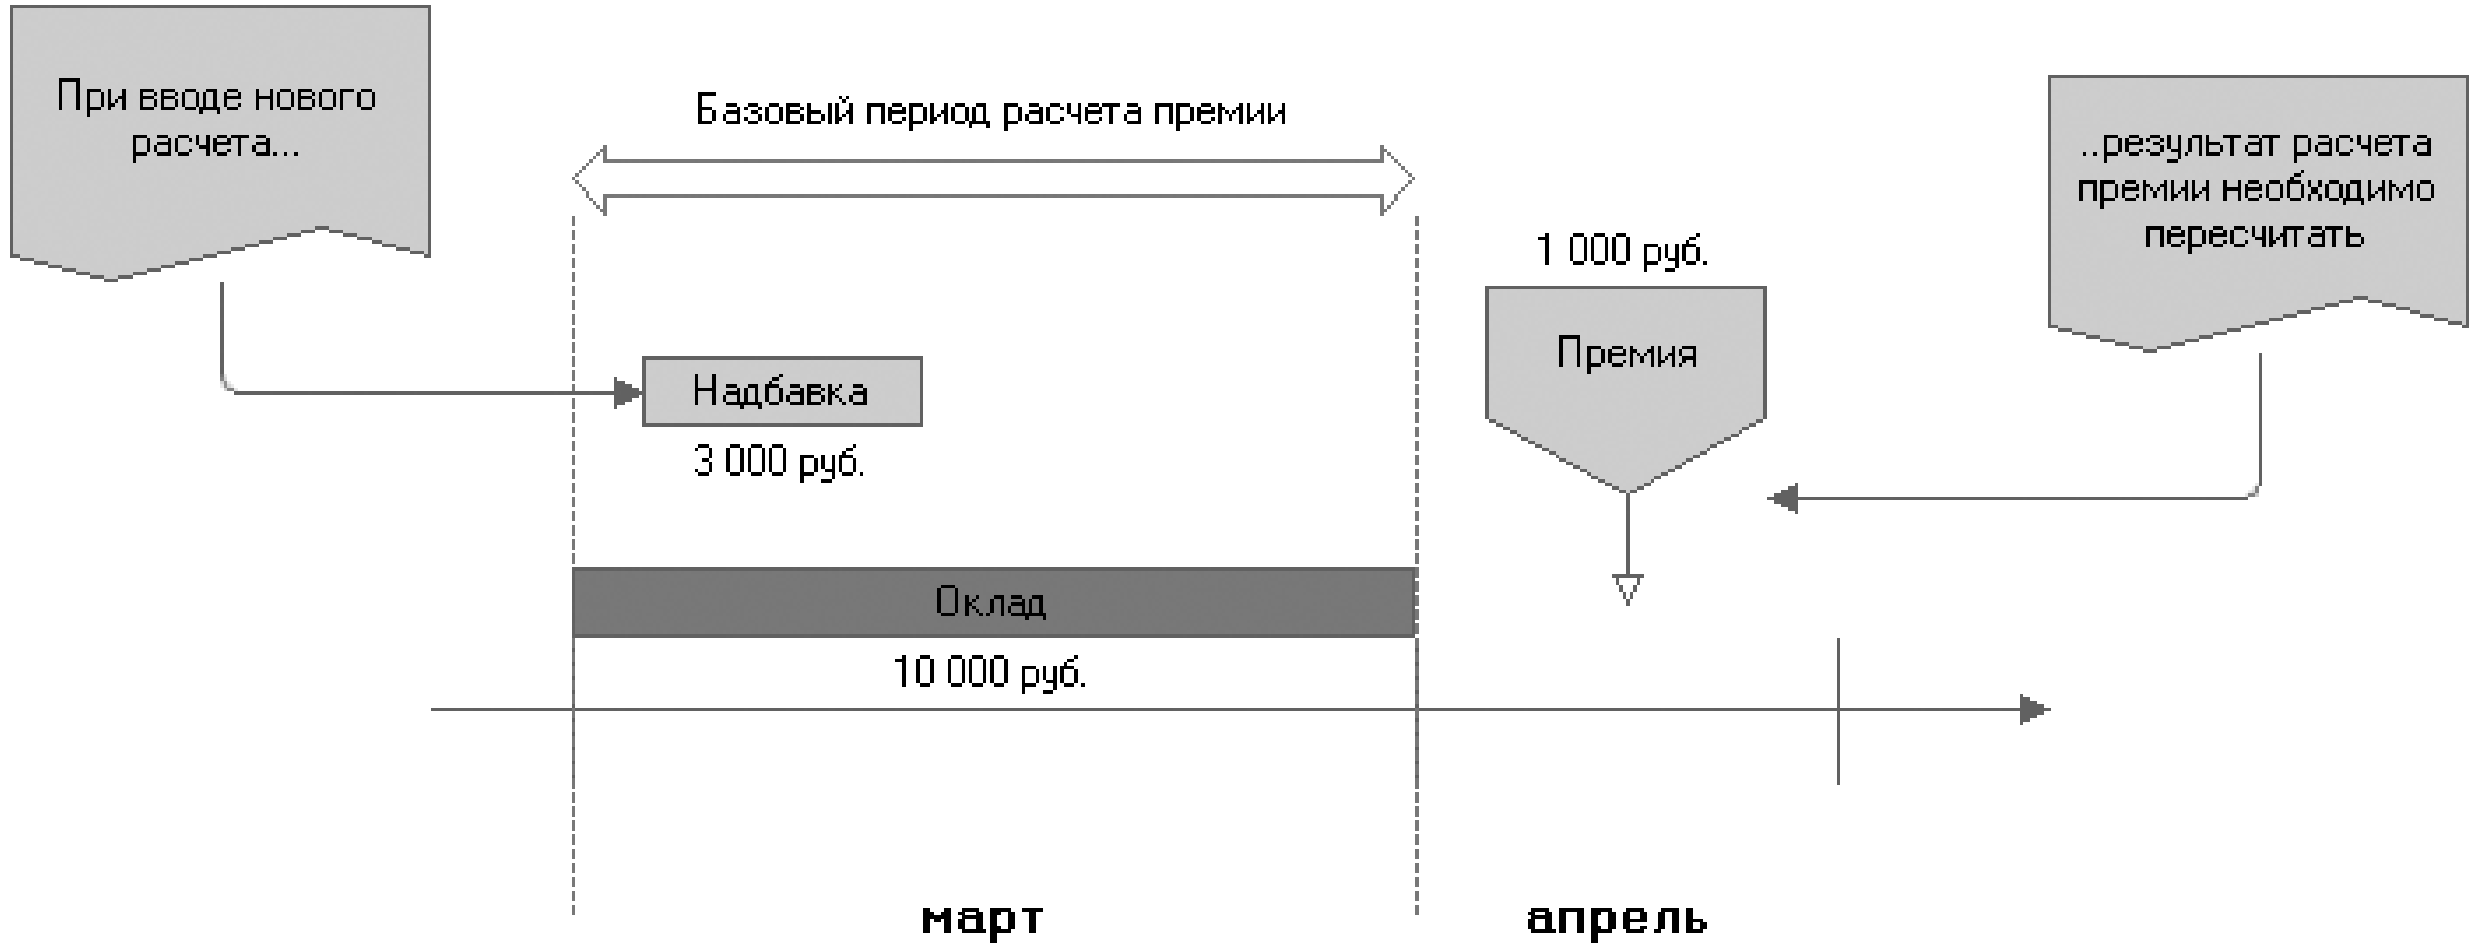 При вводе нового
расчета...
Базовый период расчета премии
..результат расчета
премии необходимо
пересчитать
1 000 руб.
Премия
Надбавка
3 000 руб.
Оклад
10 000 руб.
март
апрель